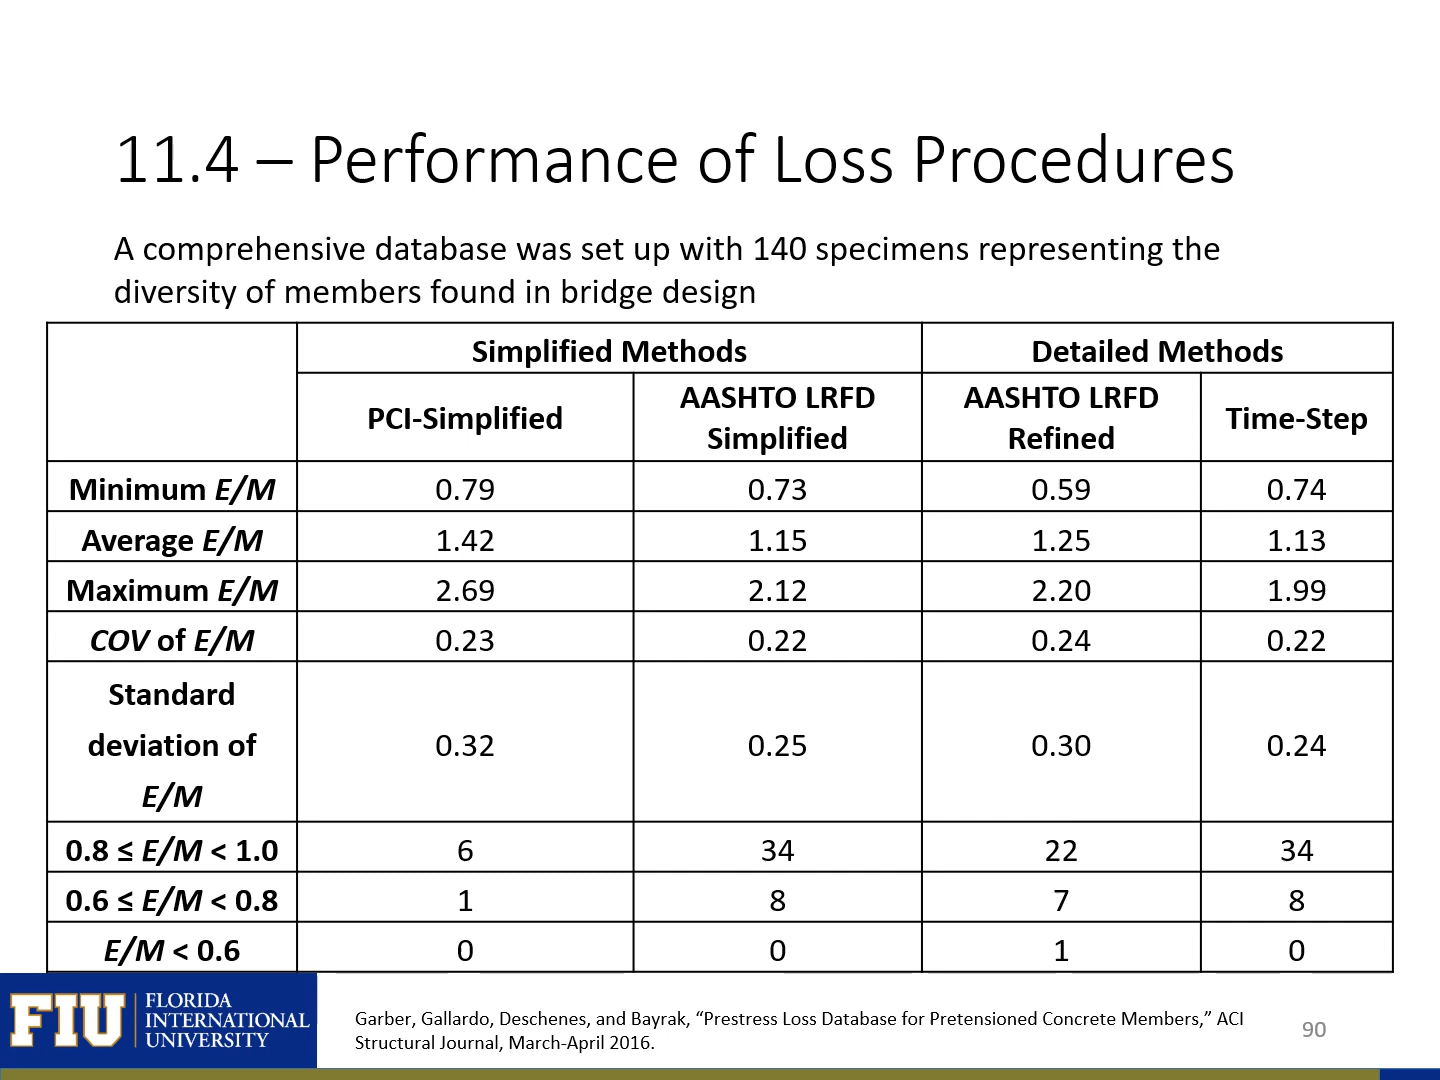 11.4 – Performance of Loss Procedures
A comprehensive database was set up with 140 specimens representing the
diversity of members found in bridge design
Simplified Methods Detailed Methods
PCI-Simplified AASHTO LRFD Simplified AASHTO LRFD Refined Time-Step
Minimum E/M 0.79 0.73 0.59 0.74
Average E/M 1.42 1.15 1.25 1.13
Maximum E/M 2.69 2.12 2.20 1.99
COV of E/M 0.23 0.22 0.24 0.22
Standard deviation of E/M 0.32 0.25 0.30 0.24
0.8 ≤ E/M < 1.0 6 34 22 34
0.6 ≤ E/M < 0.8 1 8 7 8
E/M < 0.6 0 0 1 0
FIU
FLORIDA
INTERNATIONAL
UNIVERSITY
Garber, Gallardo, Deschenes, and Bayrak, “Prestress Loss Database for Pretensioned Concrete Members,” ACI
Structural Journal, March-April 2016.
90